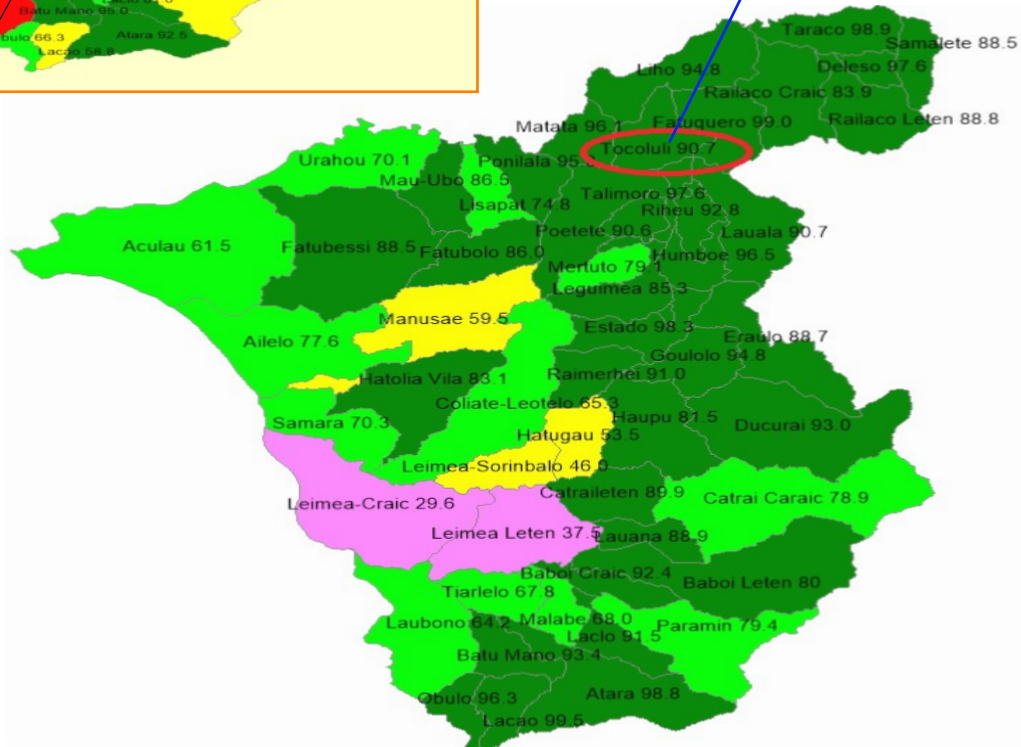 Batu Mano 95.0
Atara 92.5
Lacao 58.8
Taraco 98.9
Samalete 88.5
Liho 94.8
Deleso 97.6
Railaco Craic 83.9
Matata 96.1
Fatuquero 99.0
Railaco Leten 88.8
Tocoluli 90.7
Urahou 70.1
Ponilala 95.
Mau-Ubo 86.5
Lisapat 74.8
Talimoro 97.6
Riheu 92.8
Poetete 90.6
Lauala 90.7
Aculau 61.5
Fatubessi 88.5
Fatubolo 86.0
Humboe 96.5
Mertuto 79.1
Leguimea 85.3
Manusae 59.5
Estado 98.3
Eraulo 88.7
Ailelo 77.6
Goulolo 94.8
Hatolia Vila 83.1
Raimerhei 91.0
Coliate-Leotelo 65.3
Samara 70.3
Haupu 81.5
Ducurai 93.0
Hatugau 53.5
Leimea-Sorinbalo 46.0
Catraileten 89.9
Catrai Caraic 78.9
Leimea-Craic 29.6
Leimea Leten 37.5
Lauana 88.9
Baboi Craic 92.4
Baboi Leten 80
Tiarlelo 67.8
Laubono 64.2
Malabe 68.0
Paramin 79.4
Laclo 91.5
Batu Mano 93.4
Obulo 96.3
Atara 98.8
Lacao 99.5